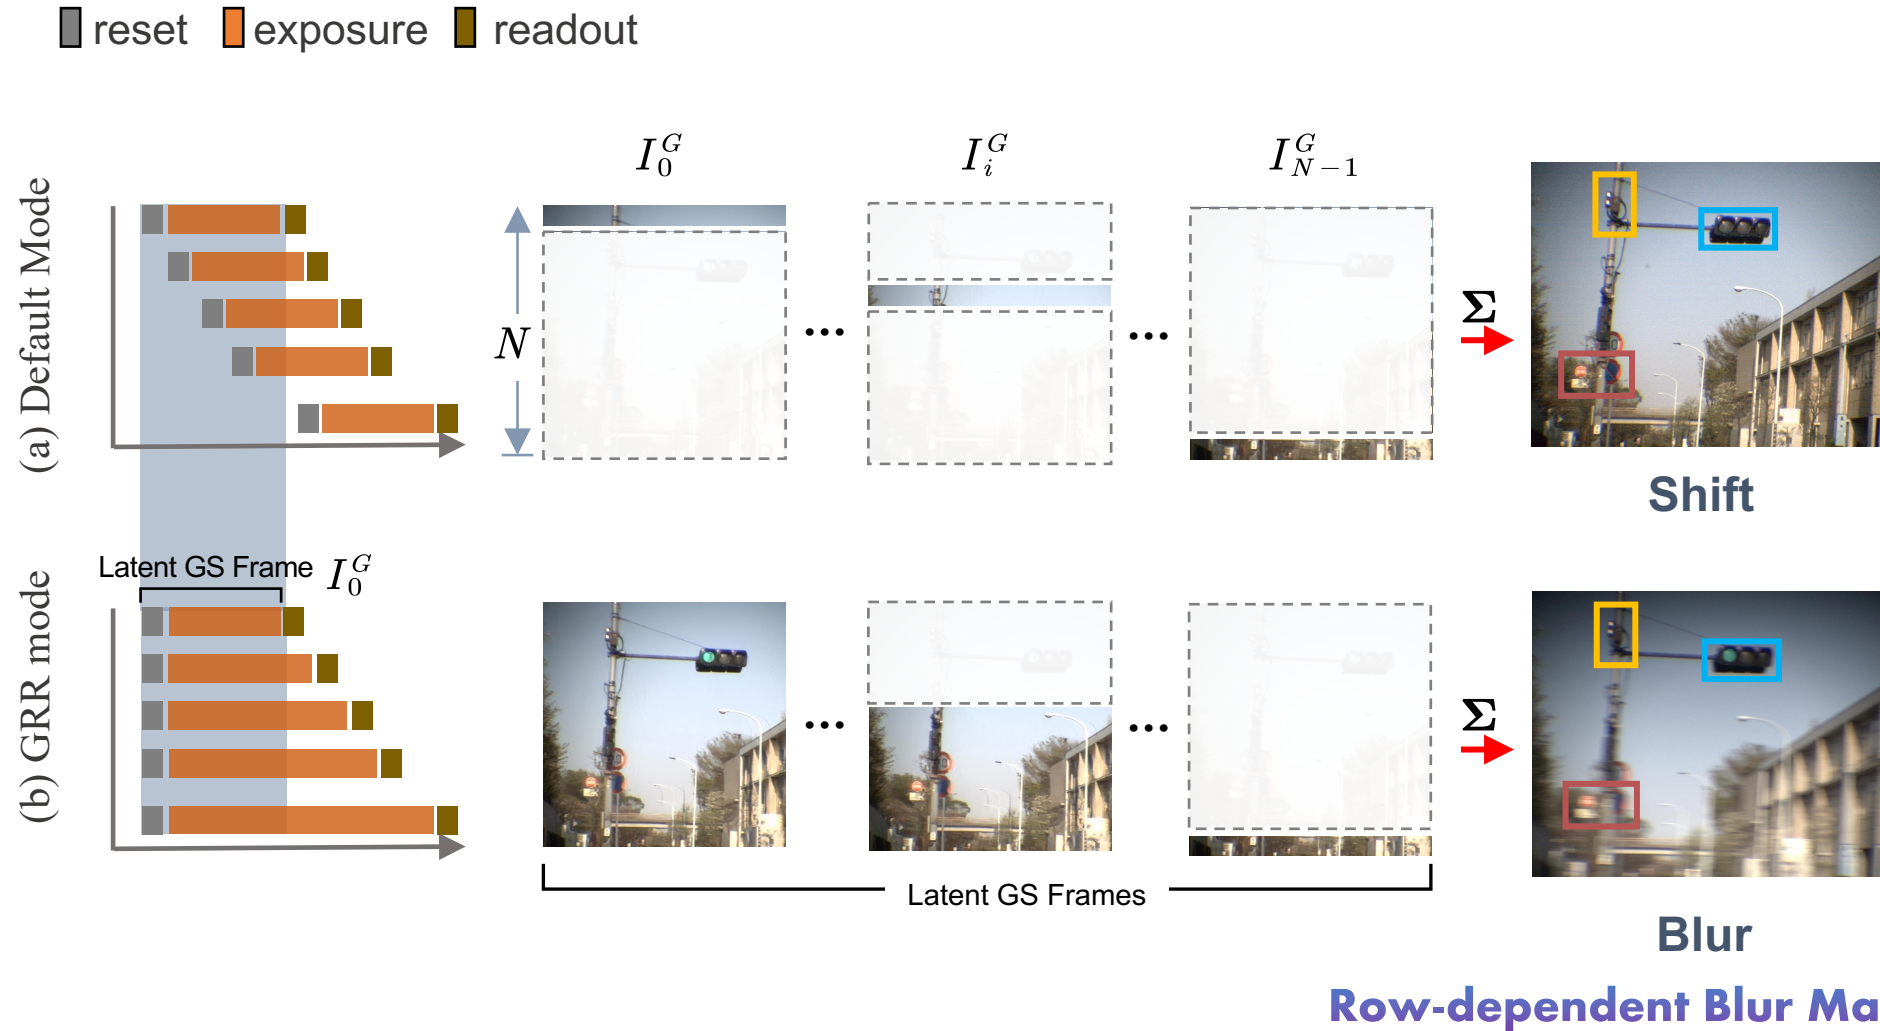 reset exposure readout
I_0^G I_i^G I_{N-1}^G
(a) Default Mode
N
... ...
Σ
Shift
Latent GS Frame I_0^G
(b) GRR mode
... ...
Σ
Latent GS Frames
Blur
Row-dependent Blur Ma